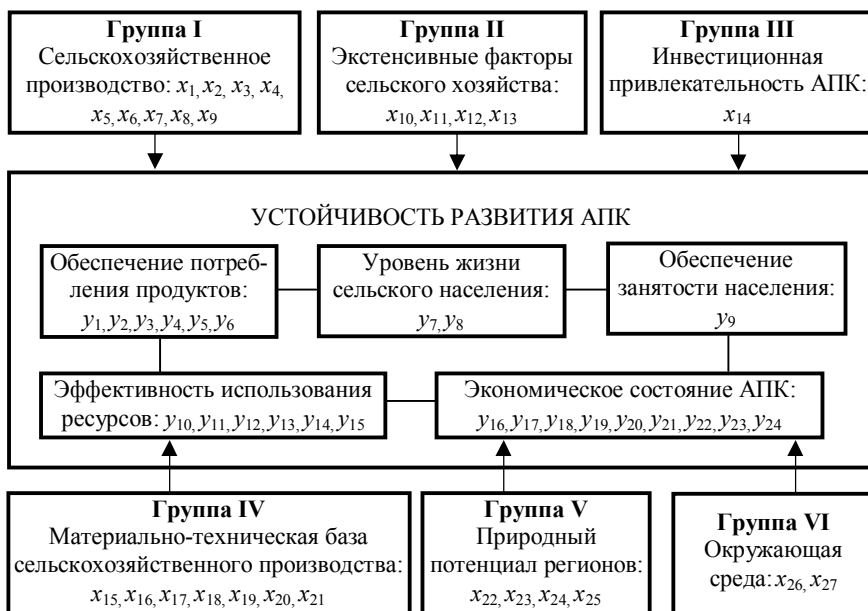 Группа I
Сельскохозяйственное
производство: x₁, x₂, x₃, x₄,
x₅, x₆, x₇, x₈, x₉
Группа II
Экстенсивные факторы
сельского хозяйства:
x₁₀, x₁₁, x₁₂, x₁₃
Группа III
Инвестиционная
привлекательность АПК:
x₁₄
УСТОЙЧИВОСТЬ РАЗВИТИЯ АПК
Обеспечение потреб-
ления продуктов:
y₁, y₂, y₃, y₄, y₅, y₆
Уровень жизни
сельского населения:
y₇, y₈
Обеспечение
занятости населения:
y₉
Эффективность использования
ресурсов: y₁₀, y₁₁, y₁₂, y₁₃, y₁₄, y₁₅
Экономическое состояние АПК:
y₁₆, y₁₇, y₁₈, y₁₉, y₂₀, y₂₁, y₂₂, y₂₃, y₂₄
Группа IV
Материально-техническая база
сельскохозяйственного производства:
x₁₅, x₁₆, x₁₇, x₁₈, x₁₉, x₂₀, x₂₁
Группа V
Природный
потенциал регионов:
x₂₂, x₂₃, x₂₄, x₂₅
Группа VI
Окружающая
среда: x₂₆, x₂₇